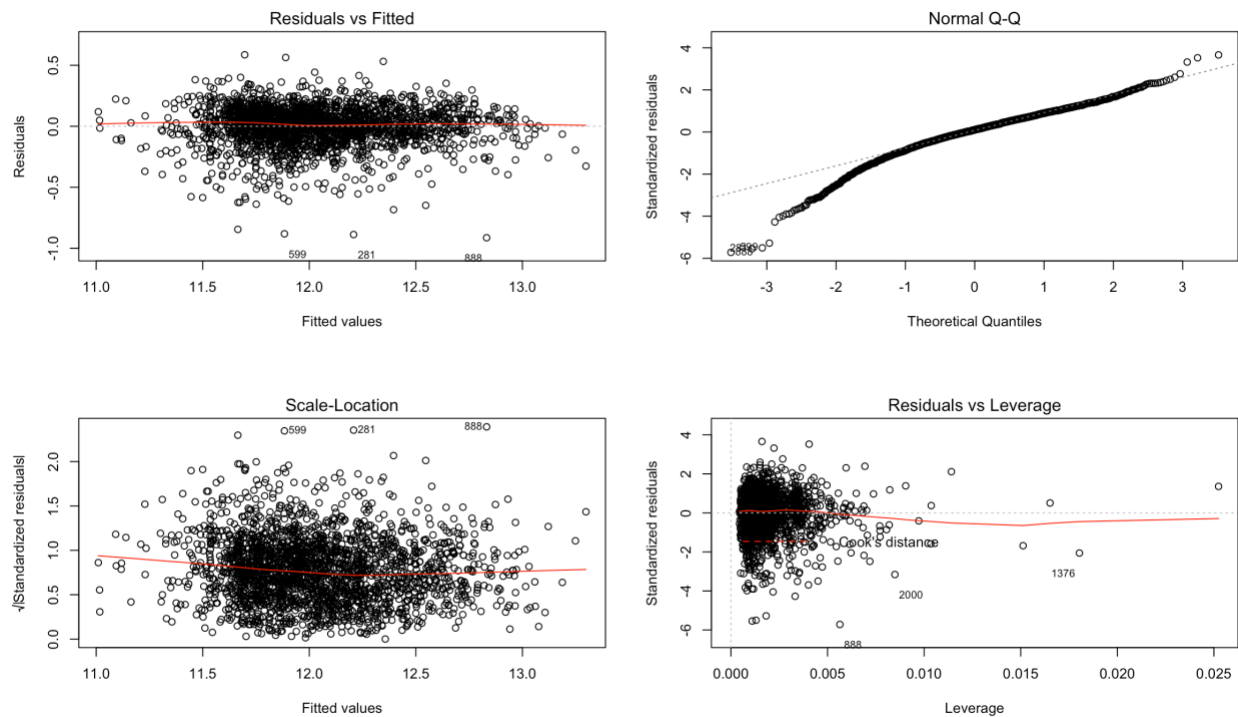 Residuals vs Fitted
Residuals
0.5
0.0
-0.5
-1.0
599
281
888
11.0 11.5 12.0 12.5 13.0
Fitted values
Normal Q-Q
Standardized residuals
4
2
0
-2
-4
-6
-3 -2 -1 0 1 2 3
Theoretical Quantiles
Scale-Location
√|Standardized residuals|
2.0
1.5
1.0
0.5
0.0
599
281
888
11.0 11.5 12.0 12.5 13.0
Fitted values
Residuals vs Leverage
Standardized residuals
4
2
0
-2
-4
-6
Cook's distance
1376
2000
888
0.000 0.005 0.010 0.015 0.020 0.025
Leverage